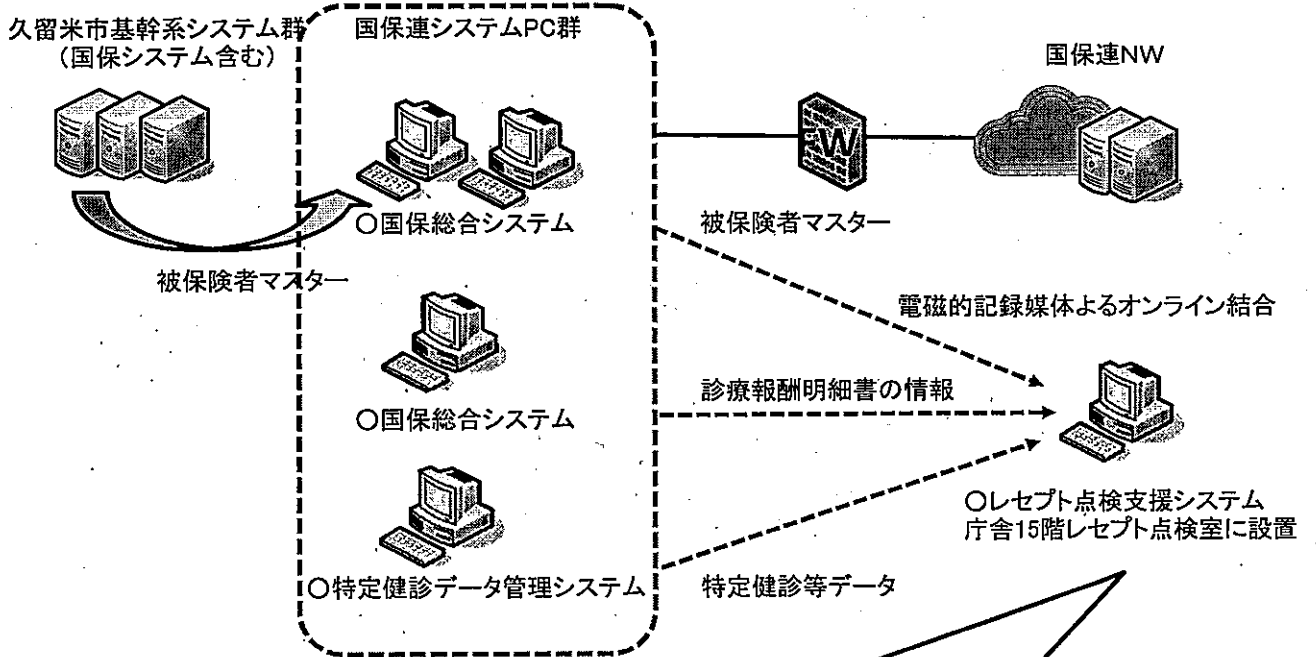 久留米市基幹系システム群
(国保システム含む)
国保連システムPC群
国保連NW
W
〇国保総合システム
被保険者マスター
被保険者マスター
電磁的記録媒体よるオンライン結合
〇国保総合システム
診療報酬明細書の情報
〇レセプト点検支援システム
庁舎15階レセプト点検室に設置
〇特定健診データ管理システム
特定健診等データ